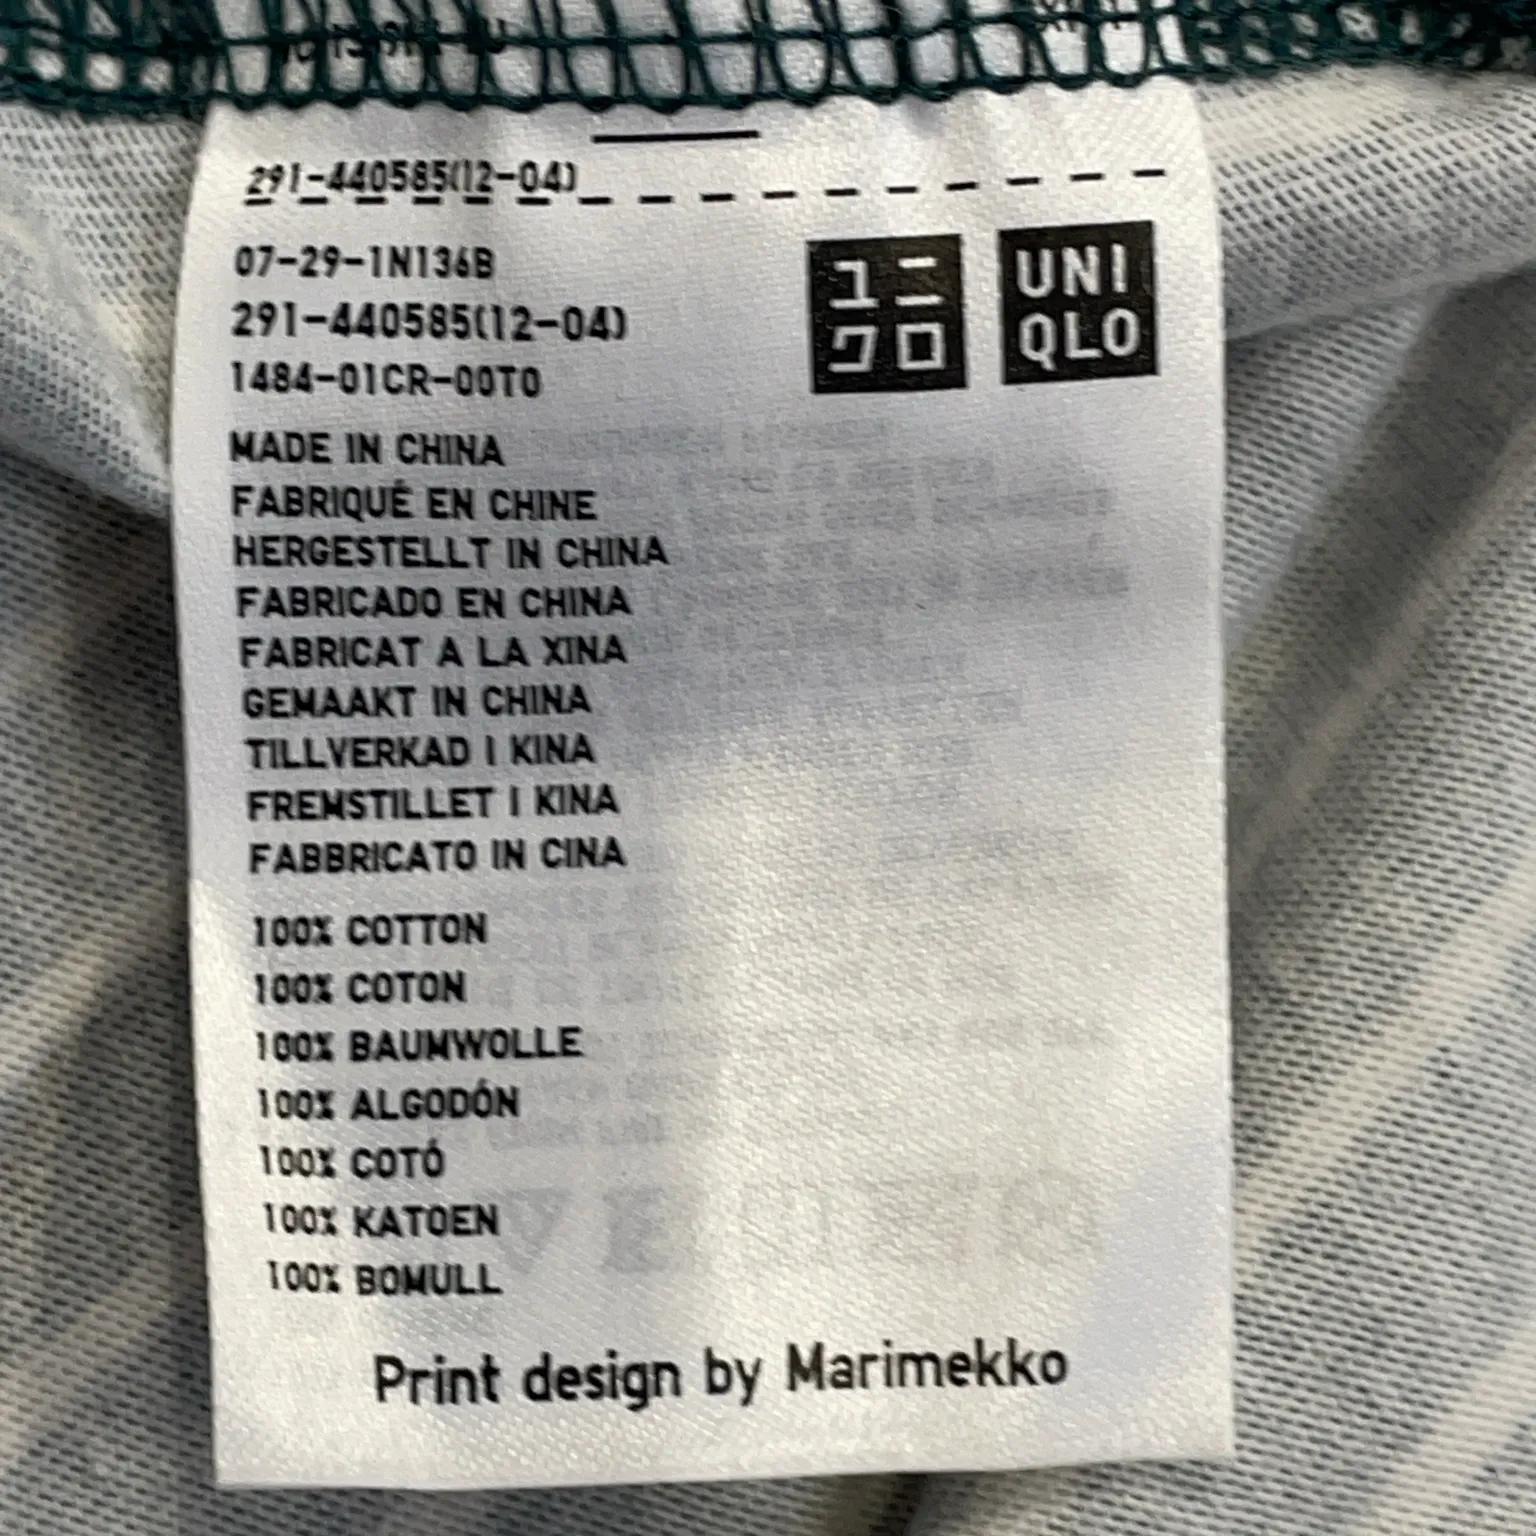 291-440585(12-04)
07-29-1N136B
291-440585(12-04)
1484-01CR-00T0
ユニ
クロ
UNI
QLO
MADE IN CHINA
FABRIQUÉ EN CHINE
HERGESTELLT IN CHINA
FABRICADO EN CHINA
FABRICAT A LA XINA
GEMAAKT IN CHINA
TILLVERKAD I KINA
FREMSTILLET I KINA
FABBRICATO IN CINA
100% COTTON
100% COTON
100% BAUMWOLLE
100% ALGODÓN
100% COTÓ
100% KATOEN
100% BOMULL
Print design by Marimekko